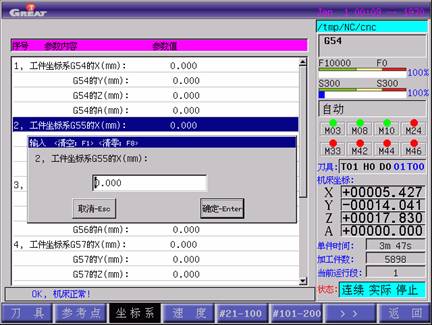 GREAT
/tmp/NC/cnc
G54
序号 参数内容 参数值
1, 工件坐标系G54的X(mm): 0.000
G54的Y(mm): 0.000
G54的Z(mm): 0.000
G54的A(mm): 0.000
2, 工件坐标系G55的X(mm): 0.000
输入 <清空: F1> <清零: F8>
2, 工件坐标系G55的X(mm):
0.000
取消-Esc 确定-Enter
3,
G56的A(mm): 0.000
4, 工件坐标系G57的X(mm): 0.000
G57的Y(mm): 0.000
G57的Z(mm): 0.000
OK, 机床正常!
F10000 F0
100%
S300 S300
100%
自动
M03 M08 M10 M24
M33 M42 M44 M46
刀具: T01 H0 D0 01T00
机床坐标:
X +00005.427
Y -00014.041
Z +00017.830
A +00000.000
单件时间: 3m 47s
加工件数: 5898
当前运行段: 1
状态: 连续 实际 停止
刀 具 参考点 坐标系 速 度 #21-100 #101-200 >> 返 回